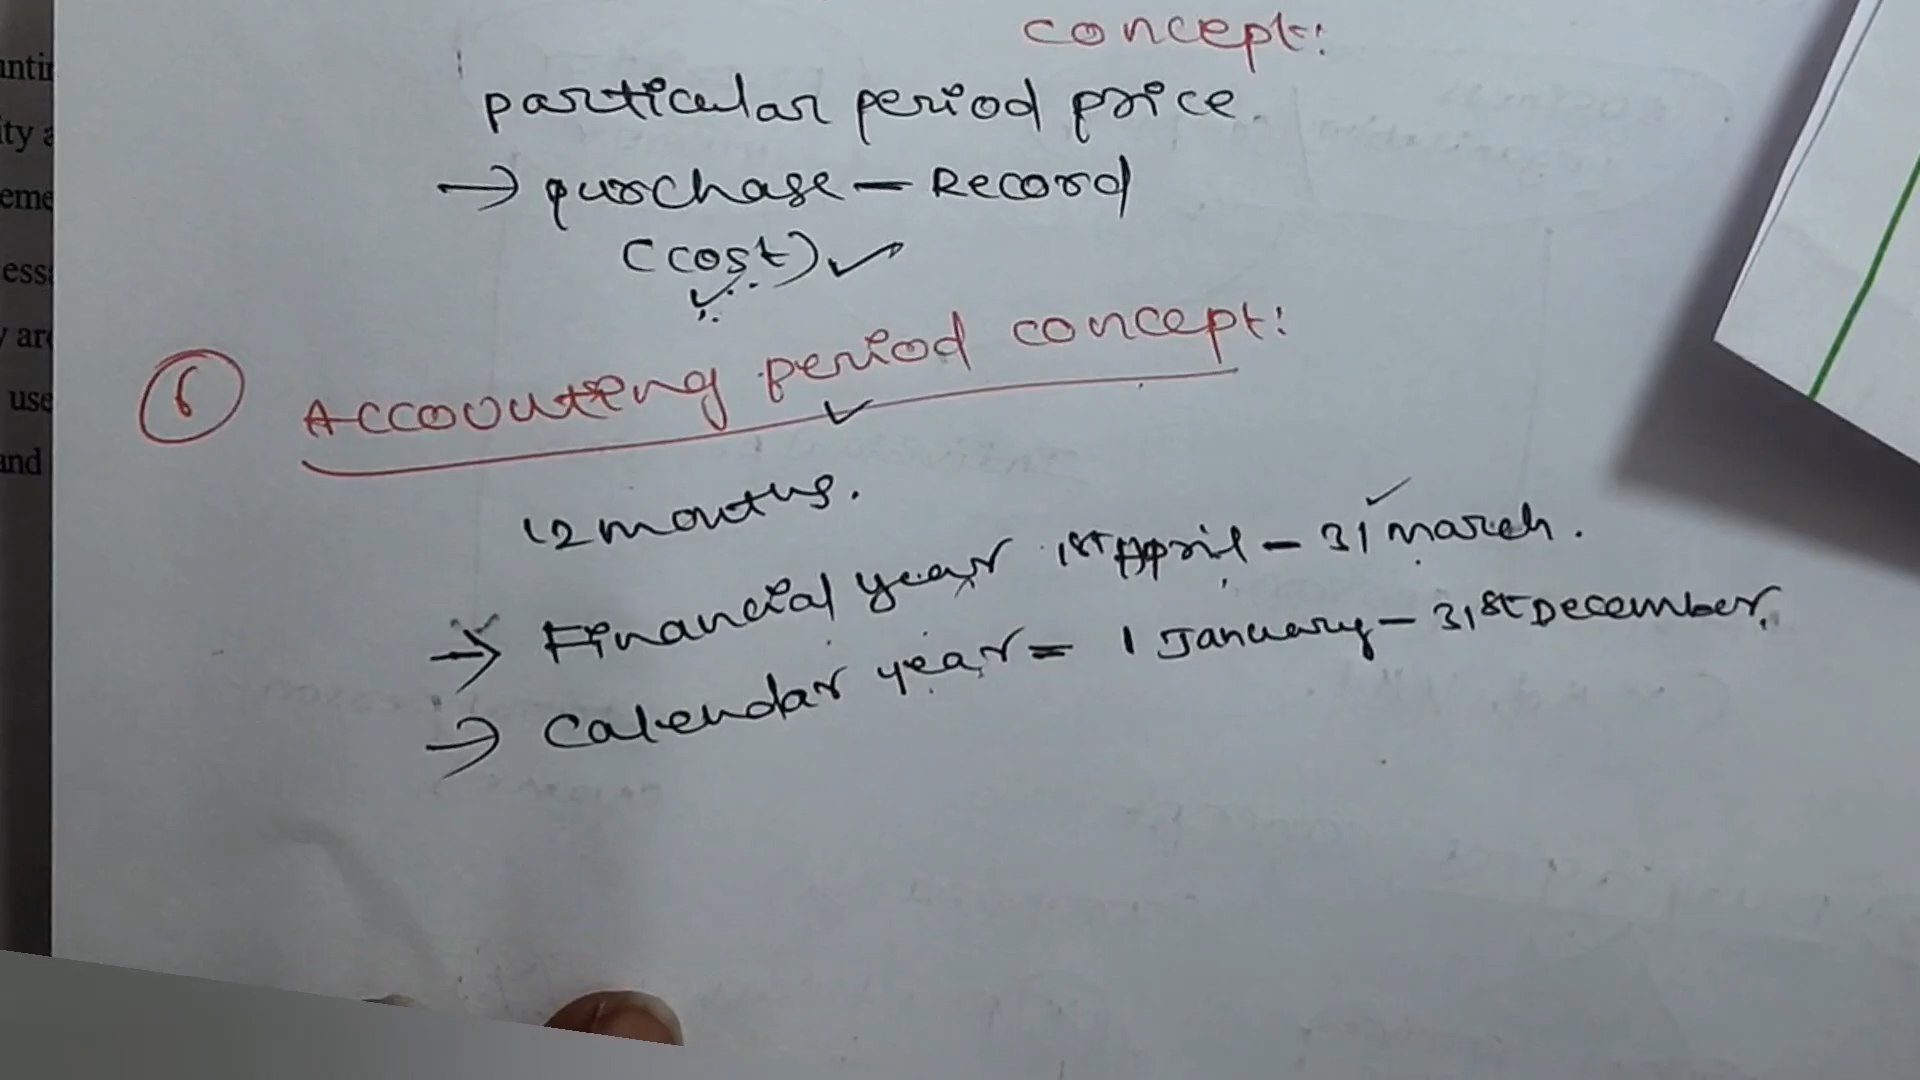 concept:
particular period price.
→ purchase - Record
(cost) ✓
6 Accounting period concept:
12 months.
→ Financial year 1st April - 31 march.
→ Calendar year = 1 January - 31st December.